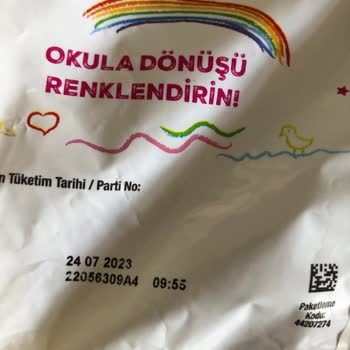 OKULA DÖNÜŞÜ
RENKLENDİRİN!
n Tüketim Tarihi / Parti No:
24 07 2023
22056309A4 09:55
Paketleme
Kodu:
44207274